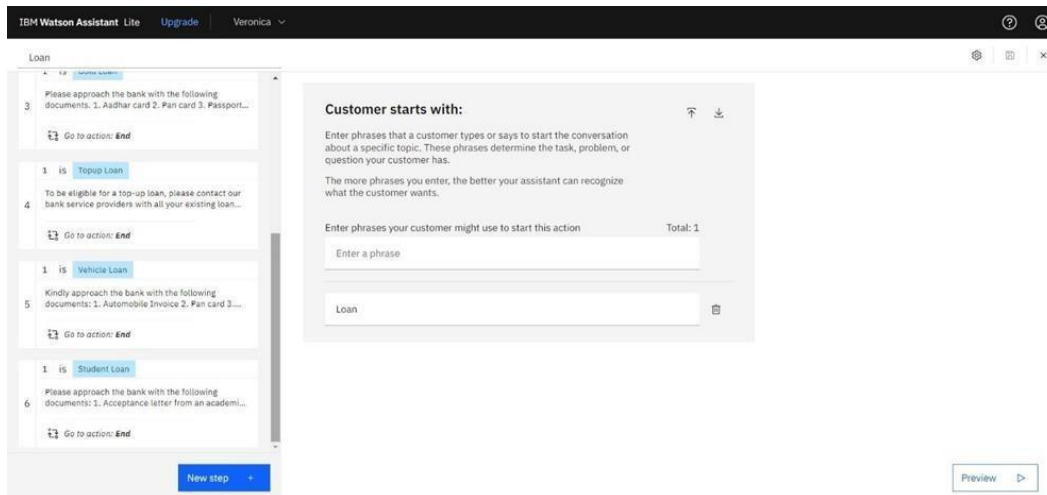 IBM Watson Assistant Lite Upgrade Veronica
Loan
1 is Gold Loan
3 Please approach the bank with the following
documents. 1. Aadhar card 2. Pan card 3. Passport...
Go to action: End
1 is Topup Loan
4 To be eligible for a top-up loan, please contact our
bank service providers with all your existing loan...
Go to action: End
1 is Vehicle Loan
5 Kindly approach the bank with the following
documents: 1. Automobile Invoice 2. Pan card 3....
Go to action: End
1 is Student Loan
6 Please approach the bank with the following
documents: 1. Acceptance letter from an academi...
Go to action: End
New step +
Customer starts with:
Enter phrases that a customer types or says to start the conversation
about a specific topic. These phrases determine the task, problem, or
question your customer has.
The more phrases you enter, the better your assistant can recognize
what the customer wants.
Enter phrases your customer might use to start this action Total: 1
Enter a phrase
Loan
Preview